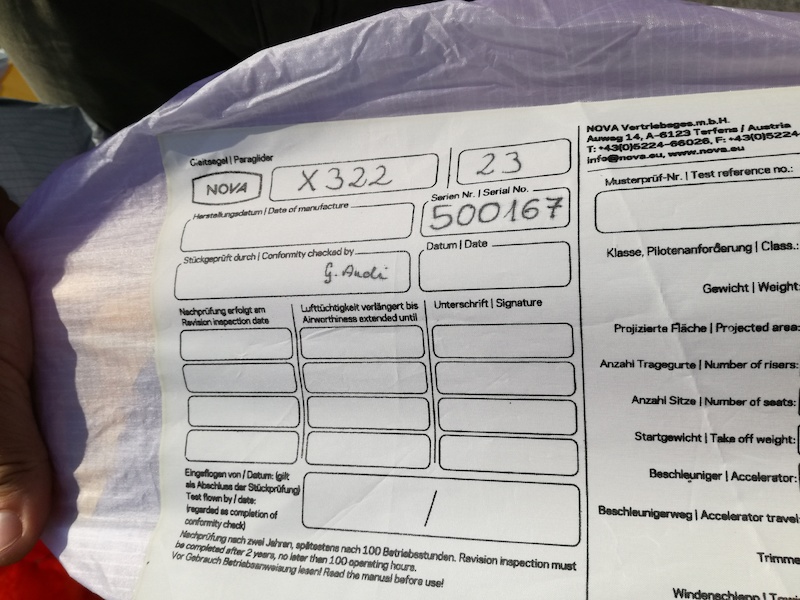 Gleitsegel | Paraglider
NOVA
X322
23
Herstellungsdatum | Date of manufacture
Serien Nr. | Serial No.
500167
Stückgeprüft durch | Conformity checked by
G. Andi
Datum | Date
Nachprüfung erfolgt am
Revision inspection date
Lufttüchtigkeit verlängert bis
Airworthiness extended until
Unterschrift | Signature
Eingeflogen von / Datum: (gilt
als Abschluss der Stückprüfung)
Test flown by / date:
(regarded as completion of
conformity check)
/
Nachprüfung nach zwei Jahren, spätestens nach 100 Betriebsstunden. Ravision inspection must
be completed after 2 years, no later than 100 operating hours.
Vor Gebrauch Betriebsanweisung lesen! Read the manual before use!
NOVA Vertriebsges.m.b.H.
Auweg 14, A-6123 Terfens / Austria
T: +43(0)5224-66026, F: +43(0)5224-
info@nova.eu, www.nova.eu
Musterprüf-Nr. | Test reference no.:
Klasse, Pilotenanforderung | Class.:
Gewicht | Weight:
Projizierte Fläche | Projected area:
Anzahl Tragegurte | Number of risers:
Anzahl Sitze | Number of seats:
Startgewicht | Take off weight:
Beschleuniger | Accelerator:
Beschleunigerweg | Accelerator travel:
Trimme
Windenschlepp | Towi